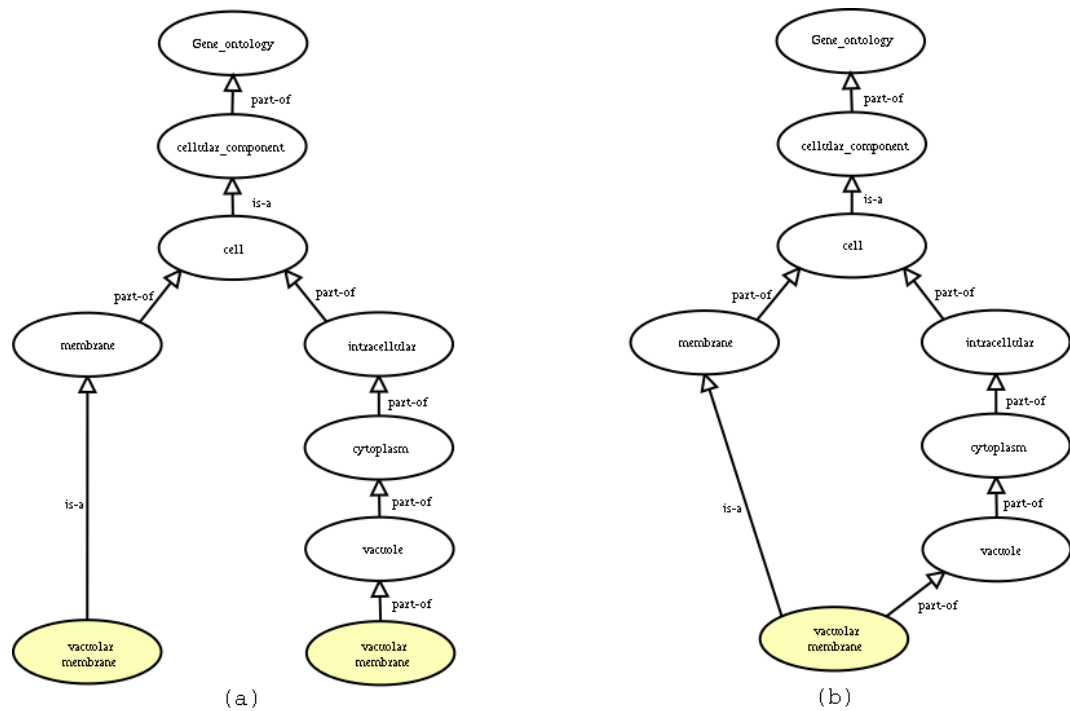 Gene_ontology
part-of
cellular_component
is-a
cell
part-of
part-of
membrane
intracellular
part-of
cytoplasm
is-a
part-of
vacuole
part-of
vacuolar
membrane
vacuolar
membrane
(a)
Gene_ontology
part-of
cellular_component
is-a
cell
part-of
part-of
membrane
intracellular
part-of
cytoplasm
is-a
part-of
vacuole
part-of
vacuolar
membrane
(b)